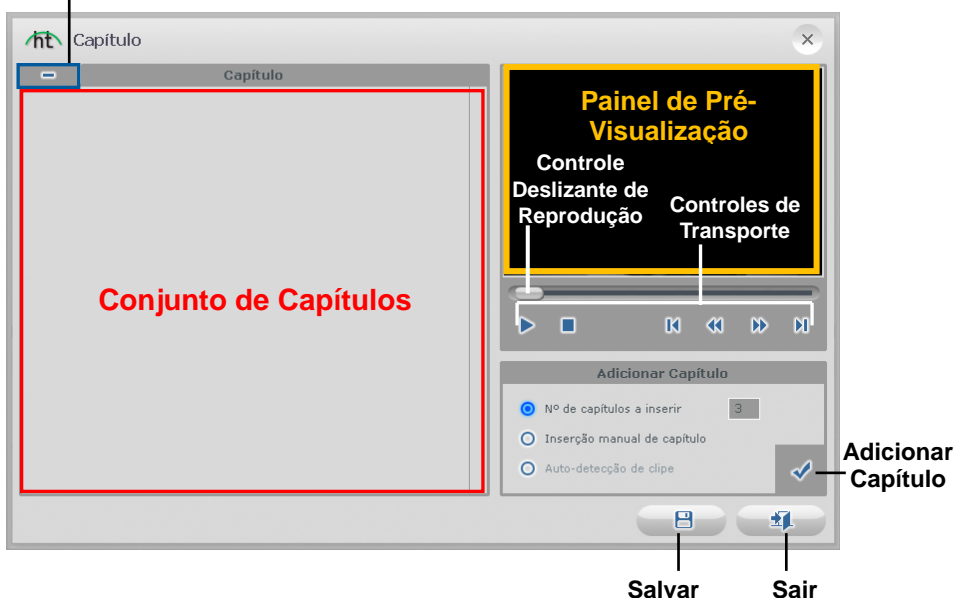 ht Capítulo
Capítulo
Painel de Pré-
Visualização
Controle
Deslizante de
Reprodução
Controles de
Transporte
Conjunto de Capítulos
Adicionar Capítulo
Nº de capítulos a inserir 3
Inserção manual de capítulo
Auto-detecção de clipe
Adicionar
Capítulo
Salvar
Sair